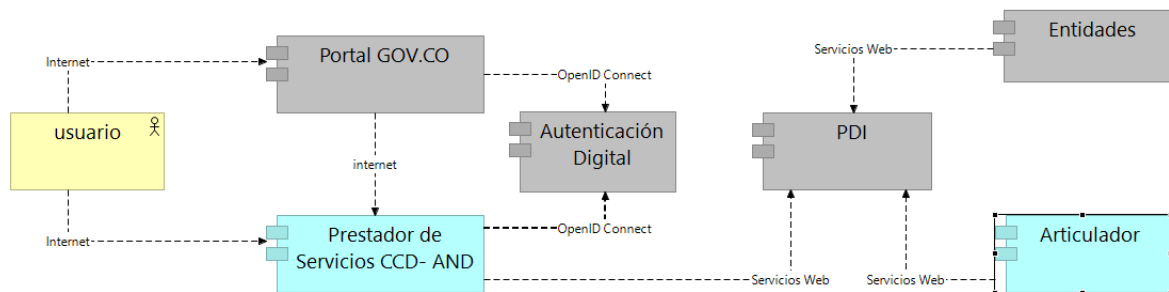 Entidades
Servicios Web
Portal GOV.CO
Internet
OpenID Connect
usuario
Autenticación
Digital
PDI
internet
Prestador de
Servicios CCD- AND
OpenID Connect
Internet
Articulador
Servicios Web
Servicios Web